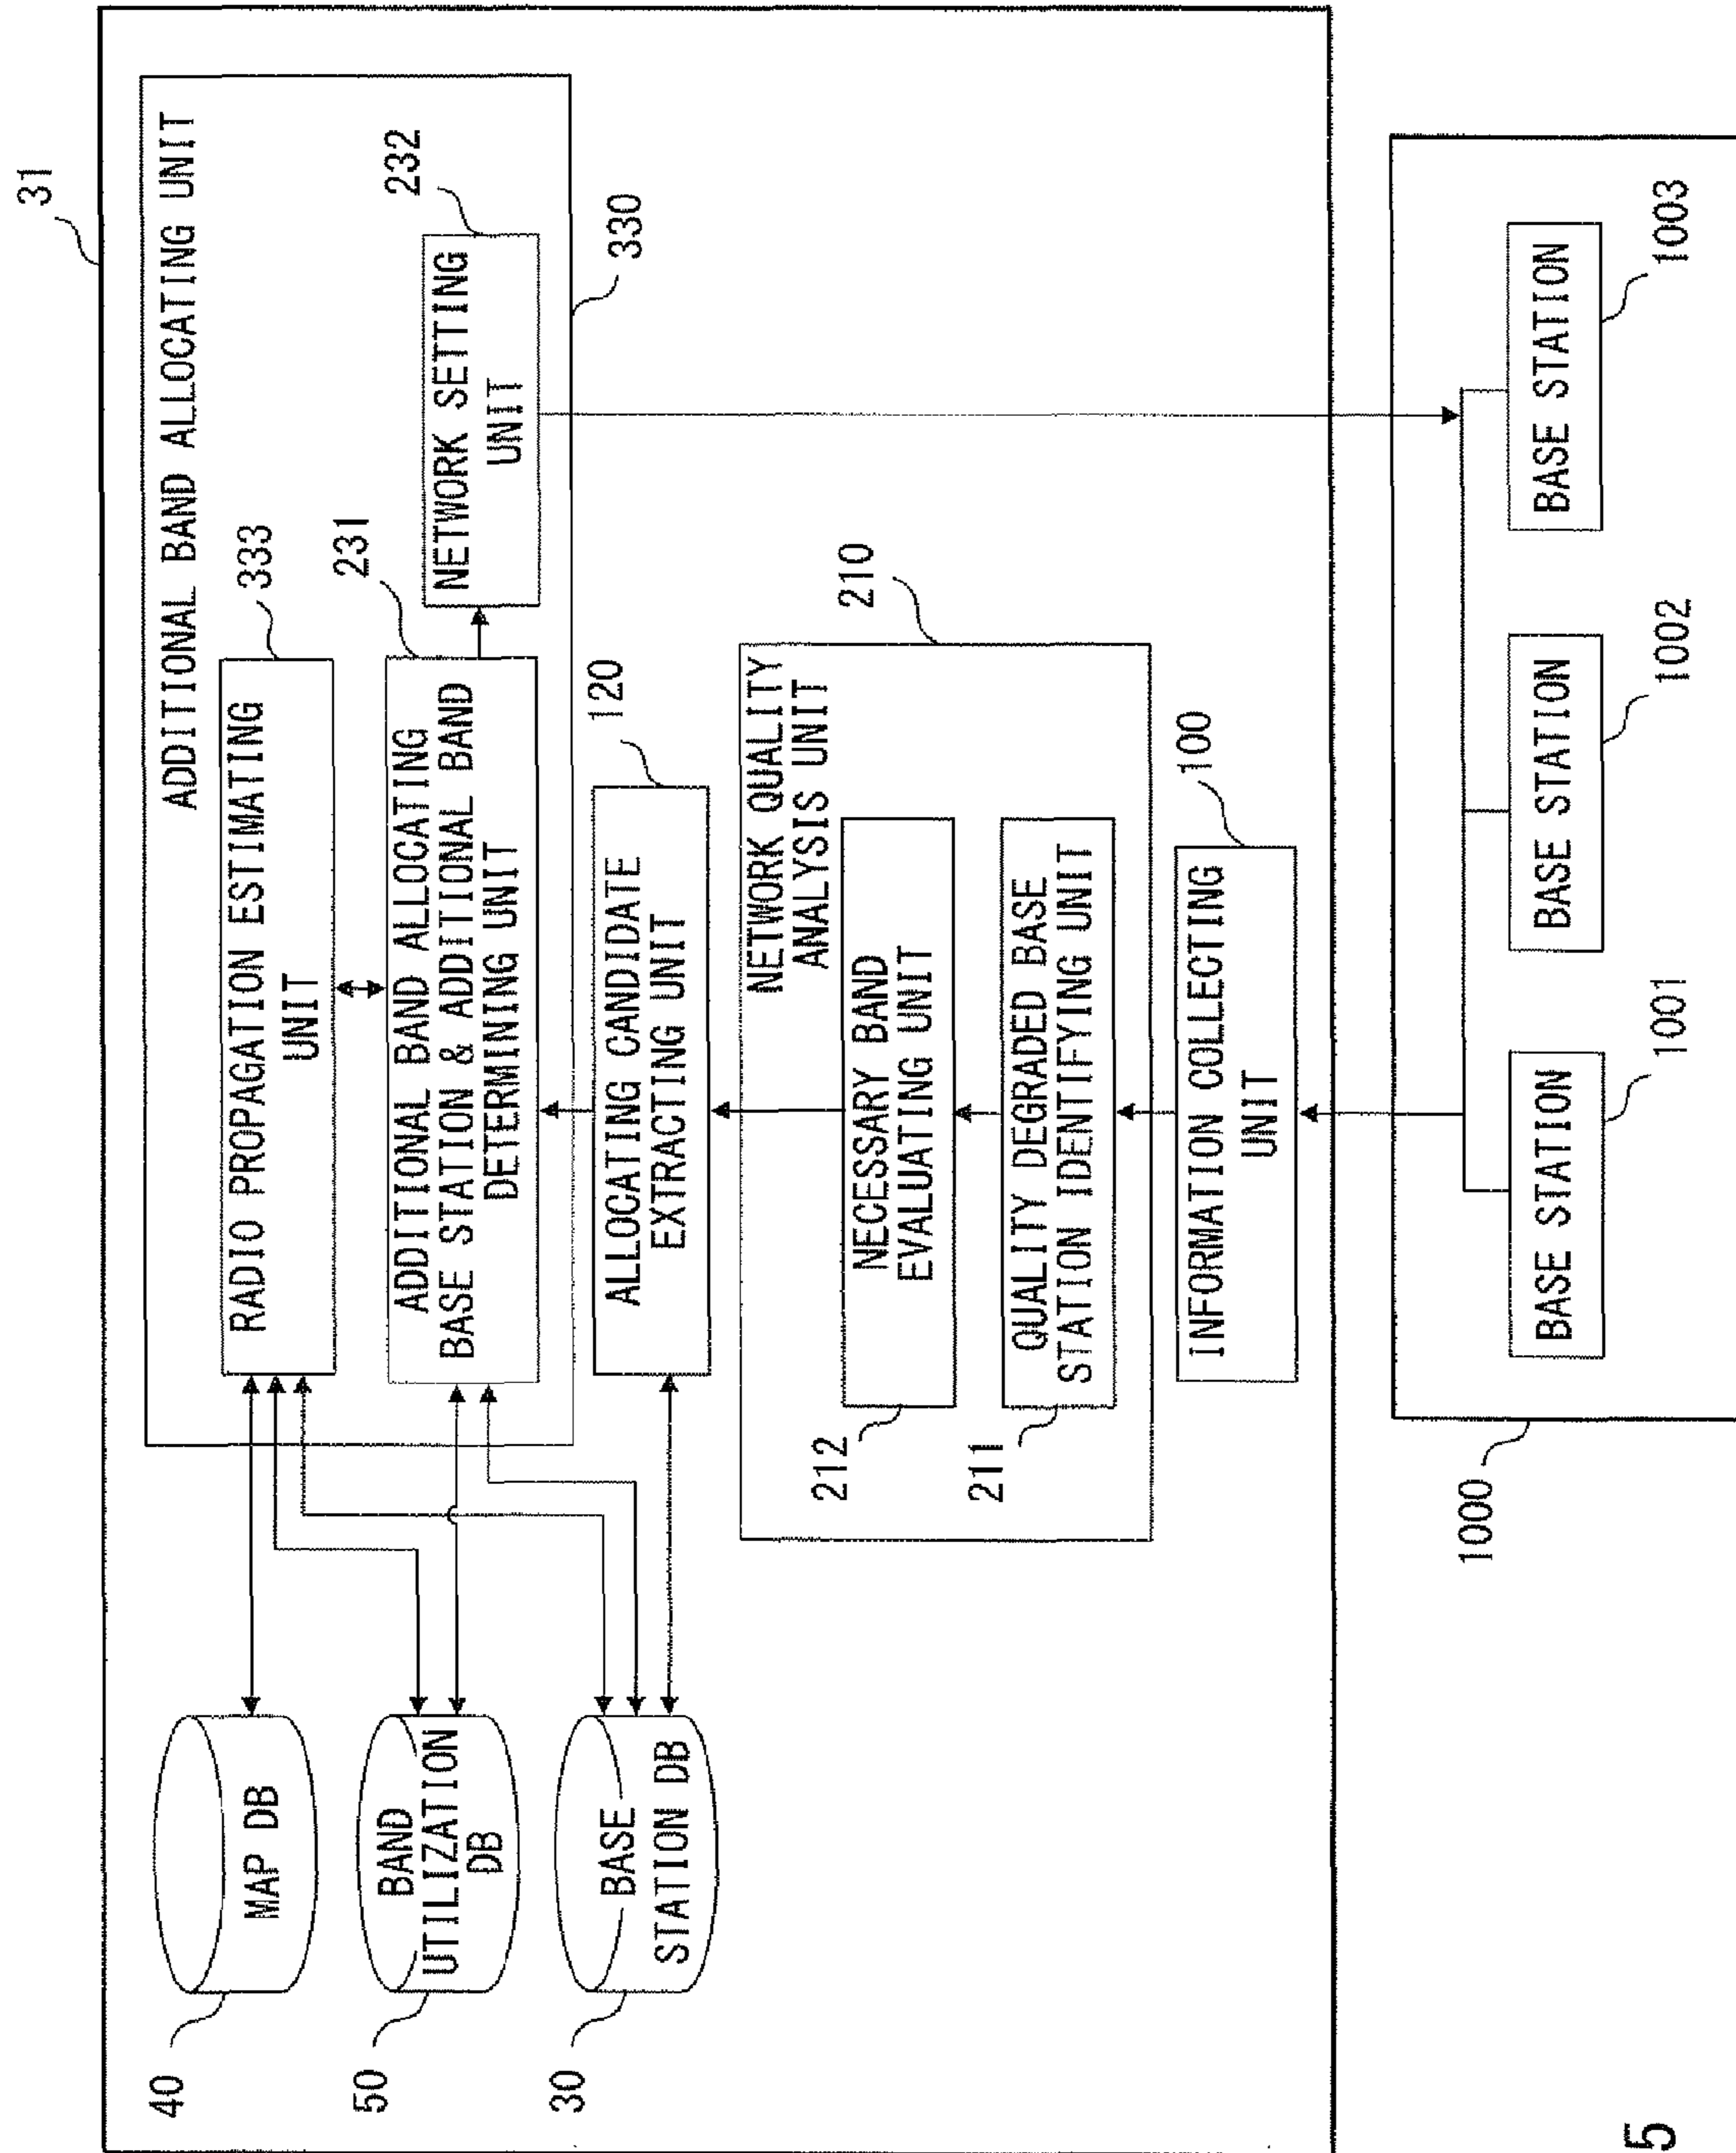 31
ADDITIONAL BAND ALLOCATING UNIT
40
MAP DB
RADIO PROPAGATION ESTIMATING
UNIT
333
50
BAND
UTILIZATION
DB
ADDITIONAL BAND ALLOCATING
BASE STATION & ADDITIONAL BAND
DETERMINING UNIT
231
NETWORK SETTING
UNIT
232
330
30
BASE
STATION DB
ALLOCATING CANDIDATE
EXTRACTING UNIT
120
NETWORK QUALITY
ANALYSIS UNIT
210
212
NECESSARY BAND
EVALUATING UNIT
211
QUALITY DEGRADED BASE
STATION IDENTIFYING UNIT
INFORMATION COLLECTING
UNIT
100
1000
BASE STATION
1001
BASE STATION
1002
BASE STATION
1003
5